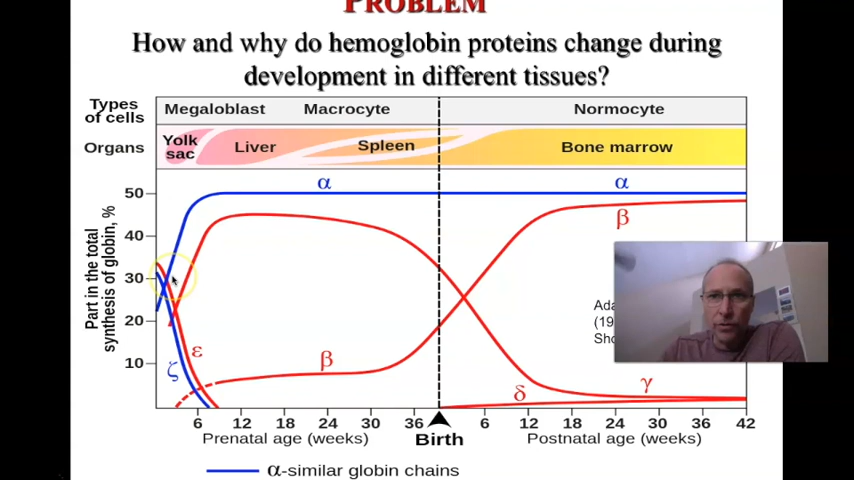 PROBLEM
How and why do hemoglobin proteins change during
development in different tissues?
Types
of cells
Megaloblast Macrocyte Normocyte
Organs
Yolk
sac
Liver Spleen Bone marrow
Part in the total
synthesis of globin, %
50
40
30
20
10
α α
β
ε
ζ
β
δ γ
6 12 18 24 30 36 6 12 18 24 30 36 42
Prenatal age (weeks) Birth Postnatal age (weeks)
α-similar globin chains
Ada
(19
Sho